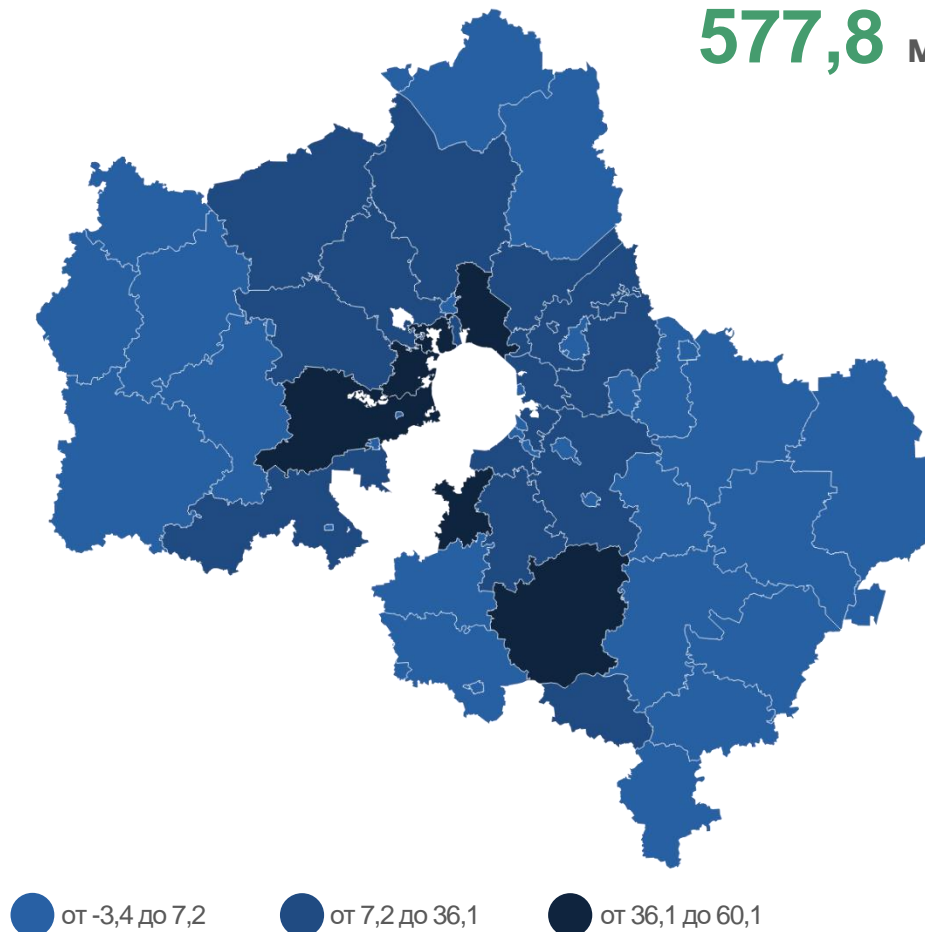 577,8 м
от -3,4 до 7,2
от 7,2 до 36,1
от 36,1 до 60,1